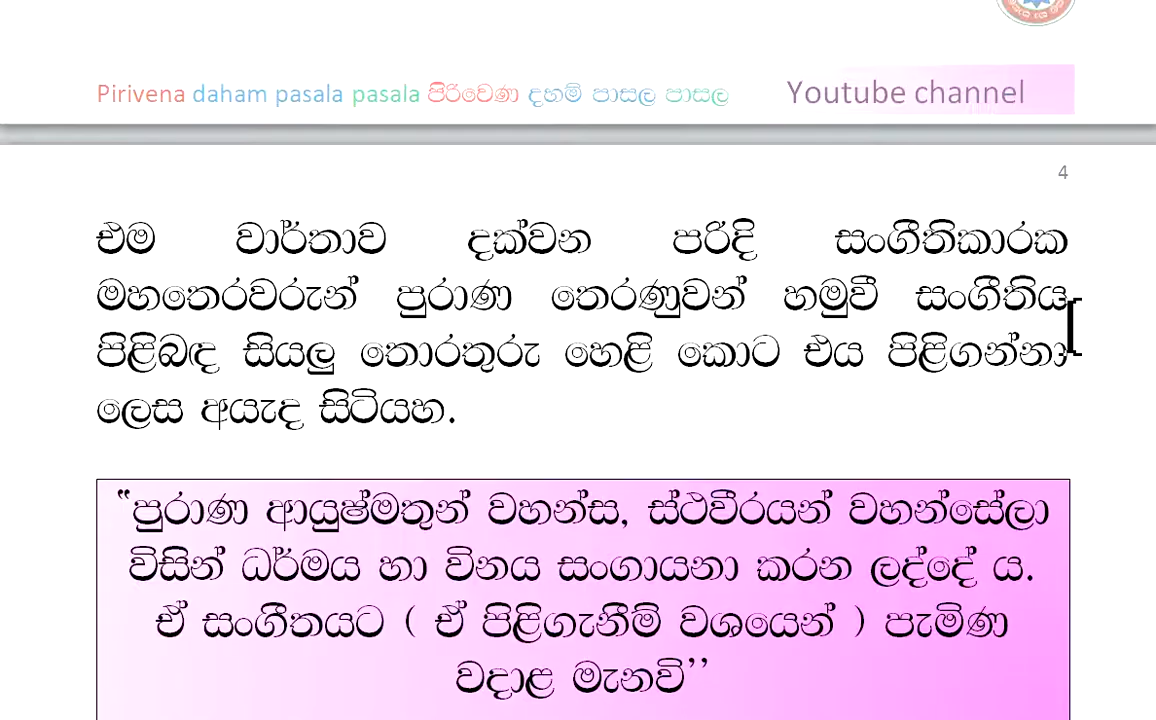 Pirivena daham pasala pasala පිරිවෙණ දහම් පාසල පාසල Youtube channel
4
එම වාර්තාව දක්වන පරිදි සංගීතිකාරක
මහතෙරවරුන් පුරාණ තෙරණුවන් හමුවී සංගීතිය
පිළිබඳ සියලු තොරතුරු හෙළි කොට එය පිළිගන්නා
ලෙස අයැද සිටියහ.
“පුරාණ ආයුෂ්මතුන් වහන්ස, ස්ථවීරයන් වහන්සේලා
විසින් ධර්මය හා විනය සංගායනා කරන ලද්දේ ය.
ඒ සංගීතයට ( ඒ පිළිගැනීම් වශයෙන් ) පැමිණ
වදාළ මැනවි’’